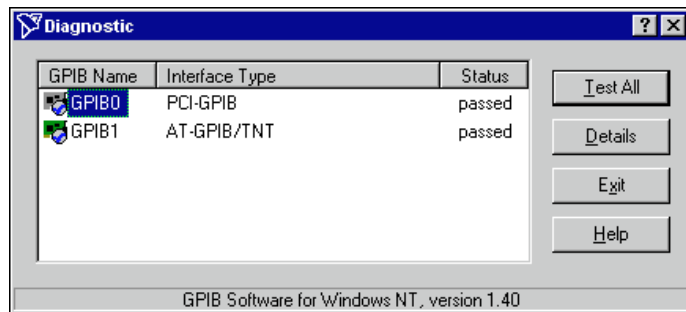 Diagnostic
GPIB Name Interface Type Status
GPIB0 PCI-GPIB passed
GPIB1 AT-GPIB/TNT passed
Test All
Details
Exit
Help
GPIB Software for Windows NT, version 1.40